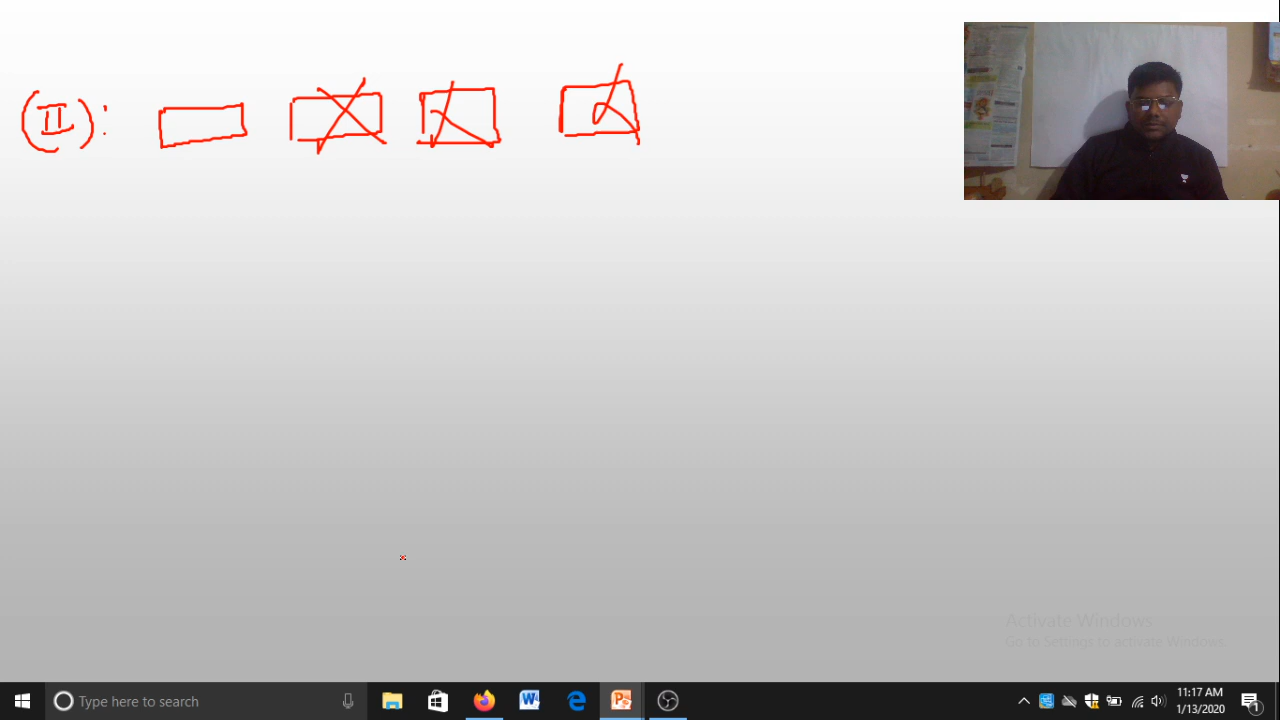 (II):
Activate Windows
Go to Settings to activate Windows.
Type here to search
11:17 AM
1/13/2020
1